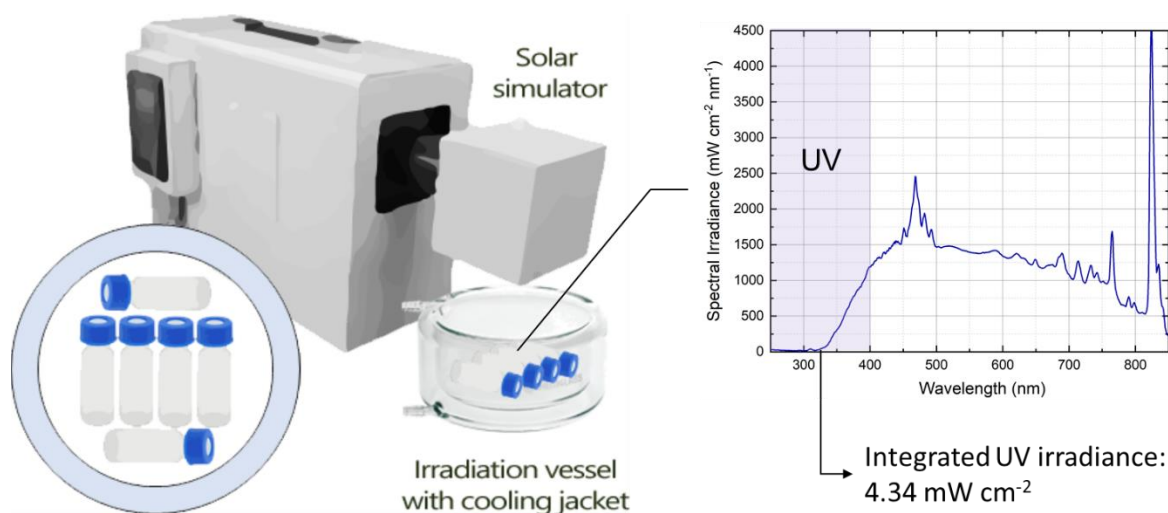 Solar
simulator
Irradiation vessel
with cooling jacket
Spectral Irradiance (mW cm⁻² nm⁻¹)
4500
4000
3500
3000
2500
2000
1500
1000
500
0
UV
300 400 500 600 700 800
Wavelength (nm)
Integrated UV irradiance:
4.34 mW cm⁻²